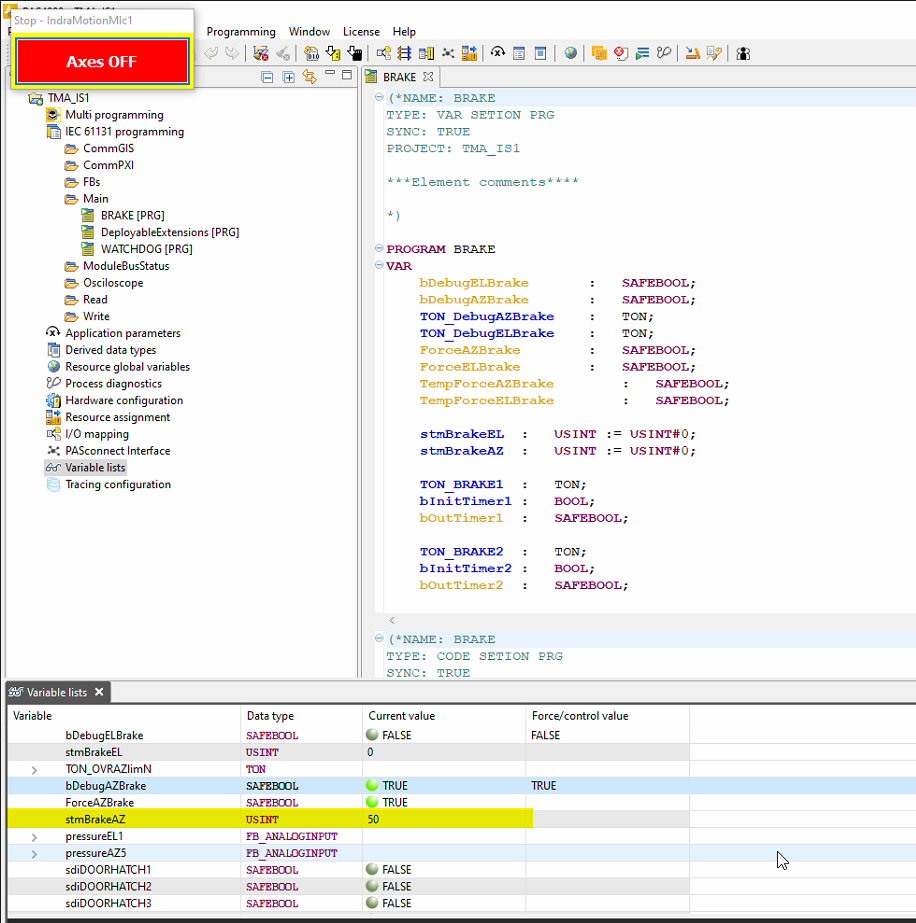 Stop - IndraMotionMlc1
Programming Window License Help
Axes OFF
BRAKE
TMA_IS1
Multi programming
IEC 61131 programming
CommGIS
CommPXI
FBs
Main
BRAKE [PRG]
DeployableExtensions [PRG]
WATCHDOG [PRG]
ModuleBusStatus
Osciloscope
Read
Write
Application parameters
Derived data types
Resource global variables
Process diagnostics
Hardware configuration
Resource assignment
I/O mapping
PASconnect Interface
Variable lists
Tracing configuration
(*NAME: BRAKE
TYPE: VAR SETION PRG
SYNC: TRUE
PROJECT: TMA_IS1
***Element comments****
*)
PROGRAM BRAKE
VAR
bDebugELBrake : SAFEBOOL;
bDebugAZBrake : SAFEBOOL;
TON_DebugAZBrake : TON;
TON_DebugELBrake : TON;
ForceAZBrake : SAFEBOOL;
ForceELBrake : SAFEBOOL;
TempForceAZBrake : SAFEBOOL;
TempForceELBrake : SAFEBOOL;
stmBrakeEL : USINT := USINT#0;
stmBrakeAZ : USINT := USINT#0;
TON_BRAKE1 : TON;
bInitTimer1 : BOOL;
bOutTimer1 : SAFEBOOL;
TON_BRAKE2 : TON;
bInitTimer2 : BOOL;
bOutTimer2 : SAFEBOOL;
(*NAME: BRAKE
TYPE: CODE SETION PRG
SYNC: TRUE
Variable lists
Variable Data type Current value Force/control value
bDebugELBrake SAFEBOOL FALSE FALSE
stmBrakeEL USINT 0
TON_OVRAZlimN TON
bDebugAZBrake SAFEBOOL TRUE TRUE
ForceAZBrake SAFEBOOL TRUE
stmBrakeAZ USINT 50
pressureEL1 FB_ANALOGINPUT
pressureAZ5 FB_ANALOGINPUT
sdiDOORHATCH1 SAFEBOOL FALSE
sdiDOORHATCH2 SAFEBOOL FALSE
sdiDOORHATCH3 SAFEBOOL FALSE